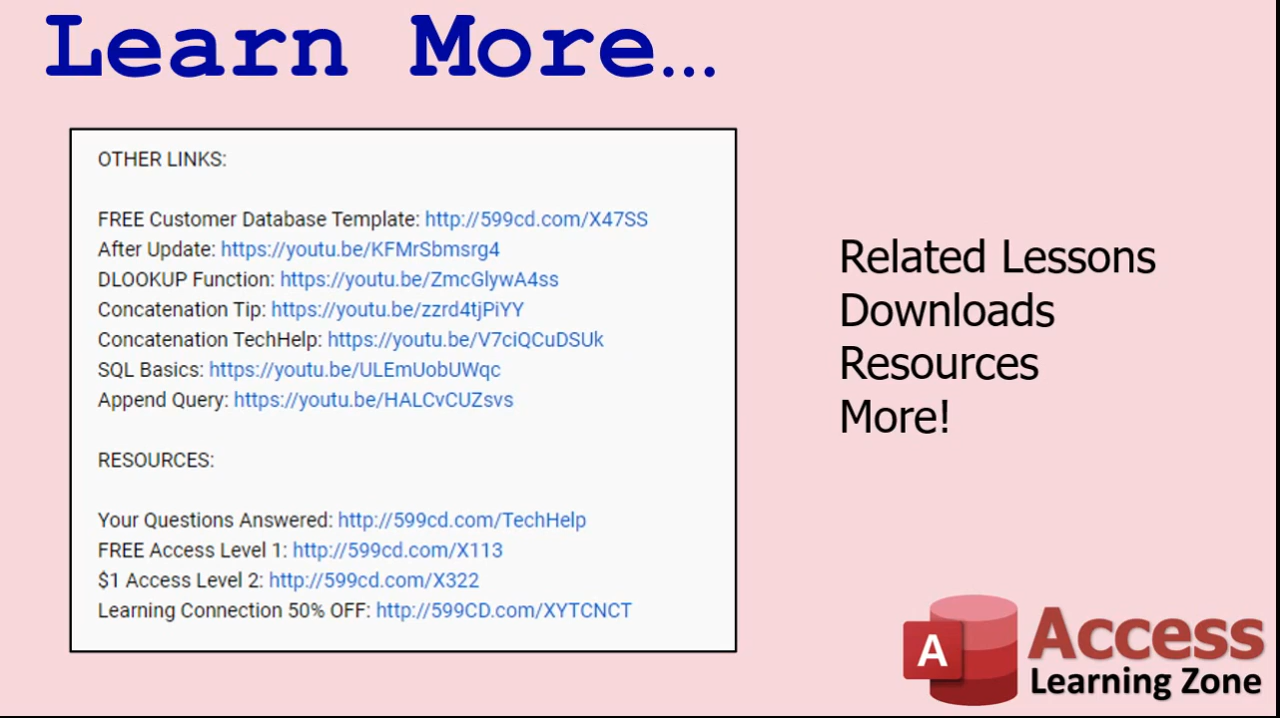 Learn More...
OTHER LINKS:
FREE Customer Database Template: http://599cd.com/X47SS
After Update: https://youtu.be/KFMrSbmsrg4
DLOOKUP Function: https://youtu.be/ZmcGlywA4ss
Concatenation Tip: https://youtu.be/zzrd4tjPiYY
Concatenation TechHelp: https://youtu.be/V7ciQCuDSUk
SQL Basics: https://youtu.be/ULEmUobUWqc
Append Query: https://youtu.be/HALCvCUZsvs
RESOURCES:
Your Questions Answered: http://599cd.com/TechHelp
FREE Access Level 1: http://599cd.com/X113
$1 Access Level 2: http://599cd.com/X322
Learning Connection 50% OFF: http://599CD.com/XYTCNCT
Related Lessons
Downloads
Resources
More!
A
Access
Learning Zone